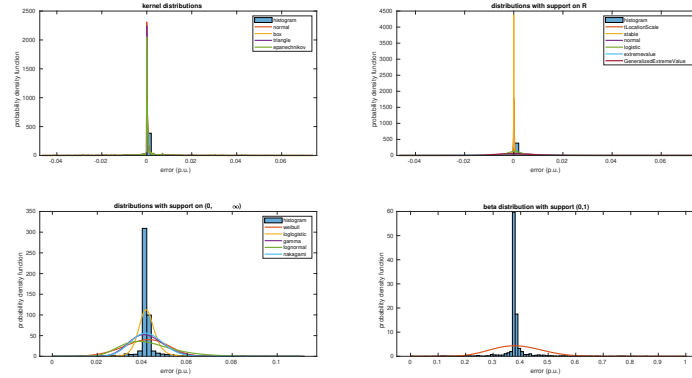 kernel distributions
probability density function
2500
2000
1500
1000
500
0
-0.04
-0.02
0
0.02
0.04
0.06
error (p.u.)
histogram
normal
box
triangle
epanechnikov
distributions with support on R
probability density function
4500
4000
3500
3000
2500
2000
1500
1000
500
0
-0.04
-0.02
0
0.02
0.04
0.06
error (p.u.)
histogram
tLocationScale
stable
normal
logistic
extremevalue
GeneralizedExtremeValue
distributions with support on (0, ∞)
probability density function
350
300
250
200
150
100
50
0
0
0.02
0.04
0.06
0.08
0.1
error (p.u.)
histogram
weibull
loglogistic
gamma
lognormal
nakagami
beta distribution with support (0,1)
probability density function
60
50
40
30
20
10
0
0
0.1
0.2
0.3
0.4
0.5
0.6
0.7
0.8
0.9
1
error (p.u.)